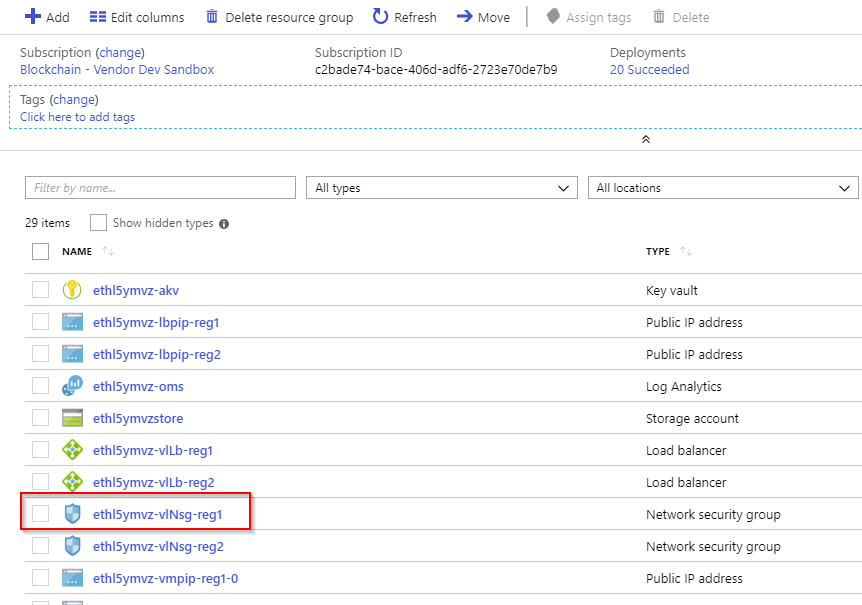 Add Edit columns Delete resource group Refresh Move Assign tags Delete
Subscription (change) Subscription ID Deployments
Blockchain - Vendor Dev Sandbox c2bade74-bace-406d-adf6-2723e70de7b9 20 Succeeded
Tags (change)
Click here to add tags
Filter by name... All types All locations
29 items Show hidden types
NAME TYPE
ethl5ymvz-akv Key vault
ethl5ymvz-lbpip-reg1 Public IP address
ethl5ymvz-lbpip-reg2 Public IP address
ethl5ymvz-oms Log Analytics
ethl5ymvzstore Storage account
ethl5ymvz-vlLb-reg1 Load balancer
ethl5ymvz-vlLb-reg2 Load balancer
ethl5ymvz-vlNsg-reg1 Network security group
ethl5ymvz-vlNsg-reg2 Network security group
ethl5ymvz-vmpip-reg1-0 Public IP address